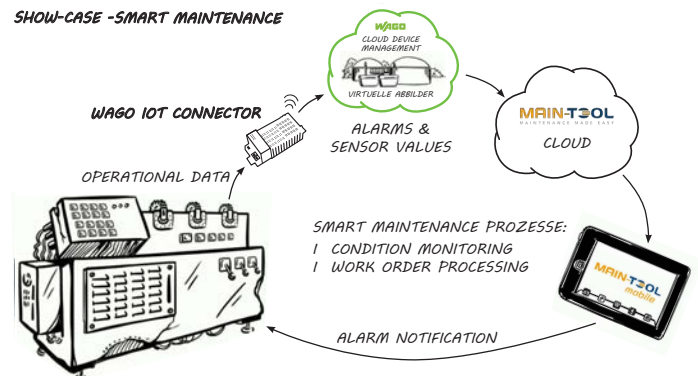 SHOW-CASE -SMART MAINTENANCE
WAGO
CLOUD DEVICE
MANAGEMENT
VIRTUELLE ABBILDER
WAGO IOT CONNECTOR
ALARMS &
SENSOR VALUES
MAIN-TOOL
MAINTENANCE MADE EASY
CLOUD
OPERATIONAL DATA
SMART MAINTENANCE PROZESSE:
| CONDITION MONITORING
| WORK ORDER PROCESSING
MAIN-TOOL
mobile
ALARM NOTIFICATION